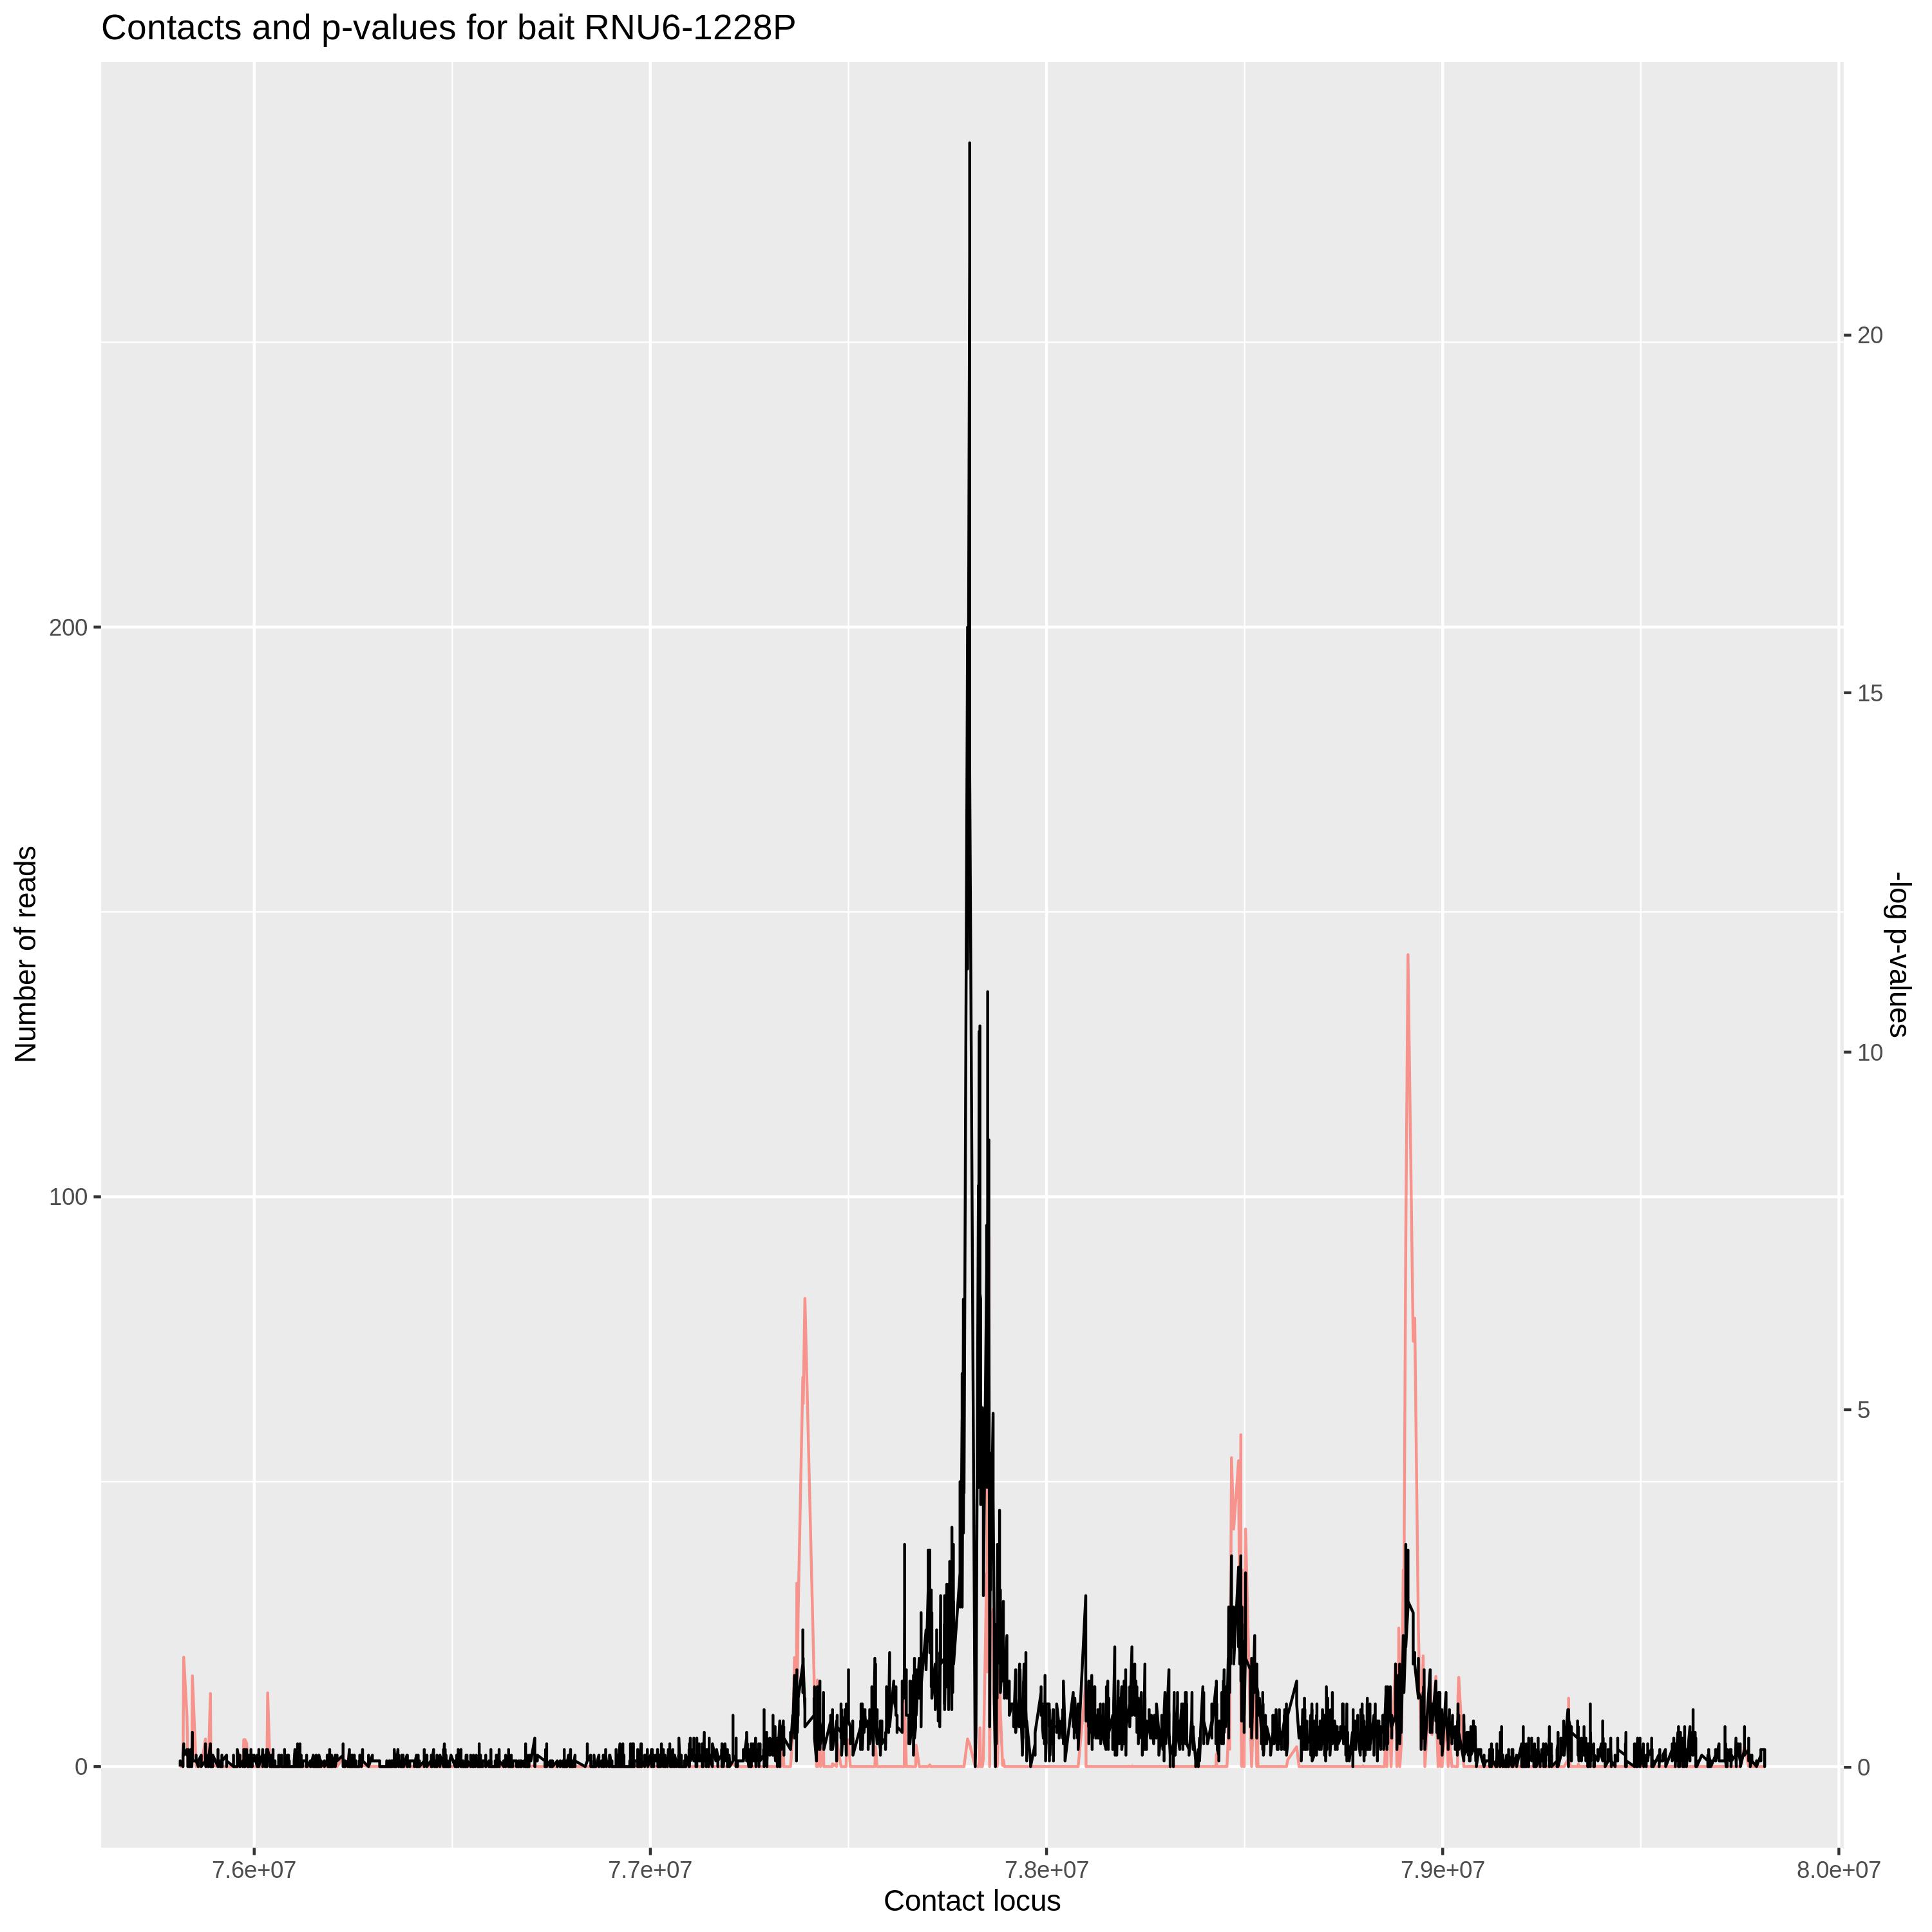 Contacts and p-values for bait RNU6-1228P
Number of reads
200
100
0
20
15
10
5
0
-log p-values
7.6e+07
7.7e+07
7.8e+07
7.9e+07
8.0e+07
Contact locus